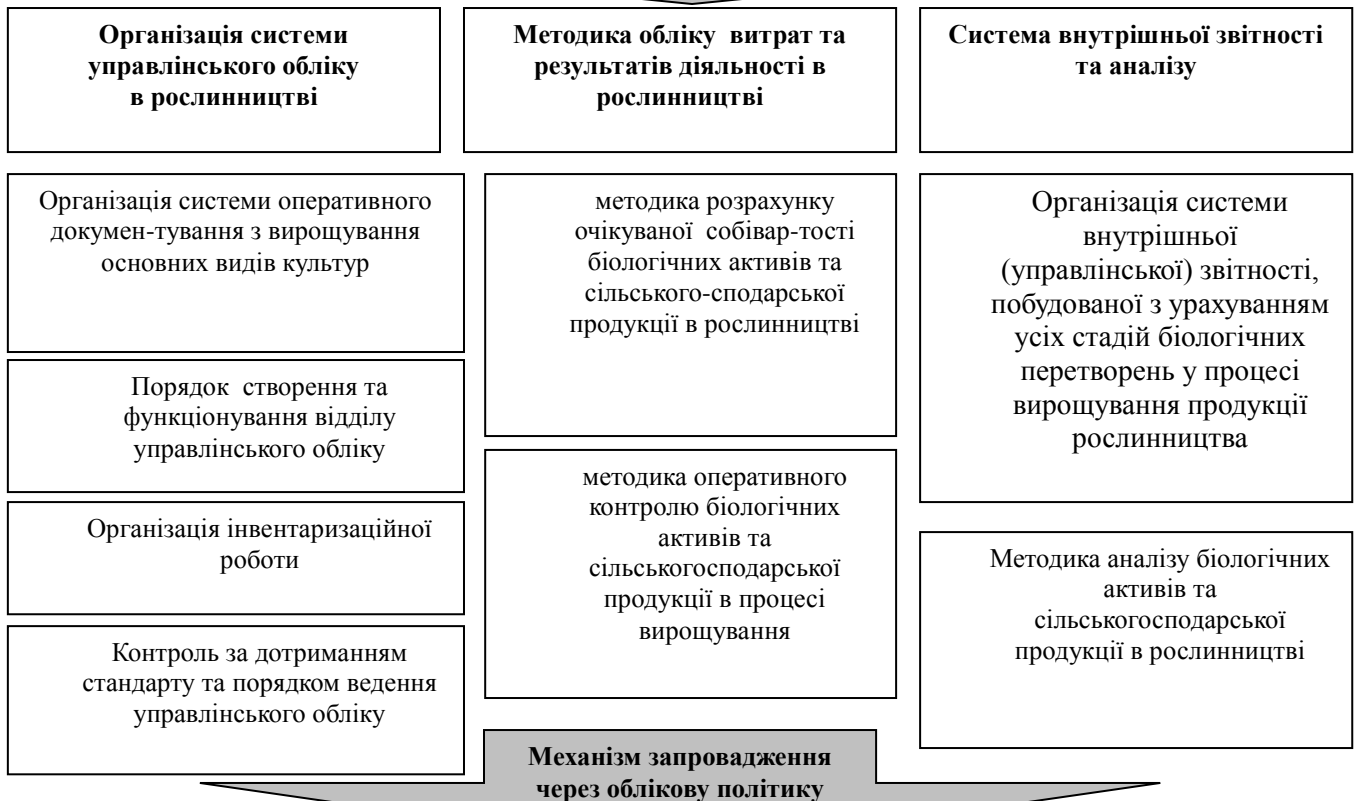 Організація системи
управлінського обліку
в рослинництві
Методика обліку витрат та
результатів діяльності в
рослинництві
Система внутрішньої звітності
та аналізу
Організація системи оперативного
докумен-тування з вирощування
основних видів культур
Порядок створення та
функціонування відділу
управлінського обліку
Організація інвентаризаційної
роботи
Контроль за дотриманням
стандарту та порядком ведення
управлінського обліку
методика розрахунку
очікуваної собівар-тості
біологічних активів та
сільського-сподарської
продукції в рослинництві
методика оперативного
контролю біологічних
активів та
сільськогосподарської
продукції в процесі
вирощування
Організація системи
внутрішньої
(управлінської) звітності,
побудованої з урахуванням
усіх стадій біологічних
перетворень у процесі
вирощування продукції
рослинництва
Методика аналізу біологічних
активів та
сільськогосподарської
продукції в рослинництві
Механізм запровадження
через облікову політику